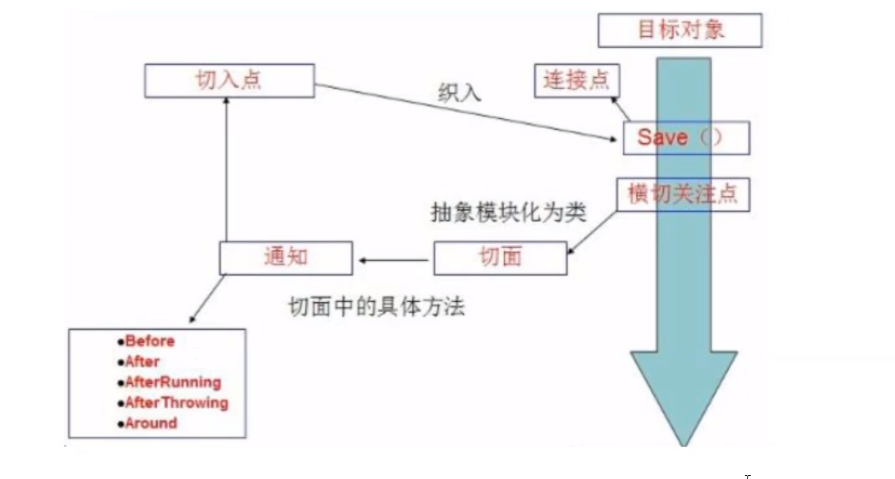 目标对象
切入点
织入
连接点
Save（）
横切关注点
抽象模块化为类
通知
切面
切面中的具体方法
●Before
●After
●AfterRunning
●AfterThrowing
●Around